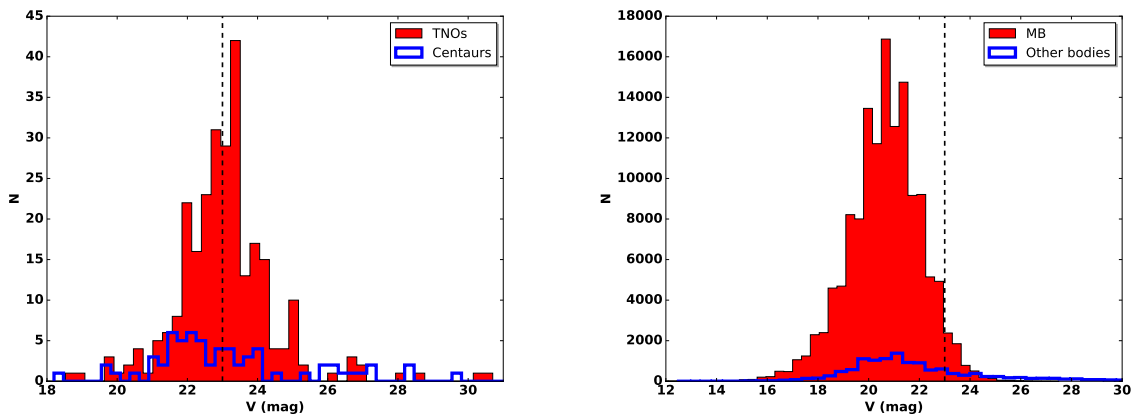 45
40
35
30
25
20
15
10
5
0
N
18 20 22 24 26 28 30
V (mag)
TNOs
Centaurs
18000
16000
14000
12000
10000
8000
6000
4000
2000
0
N
12 14 16 18 20 22 24 26 28 30
V (mag)
MB
Other bodies